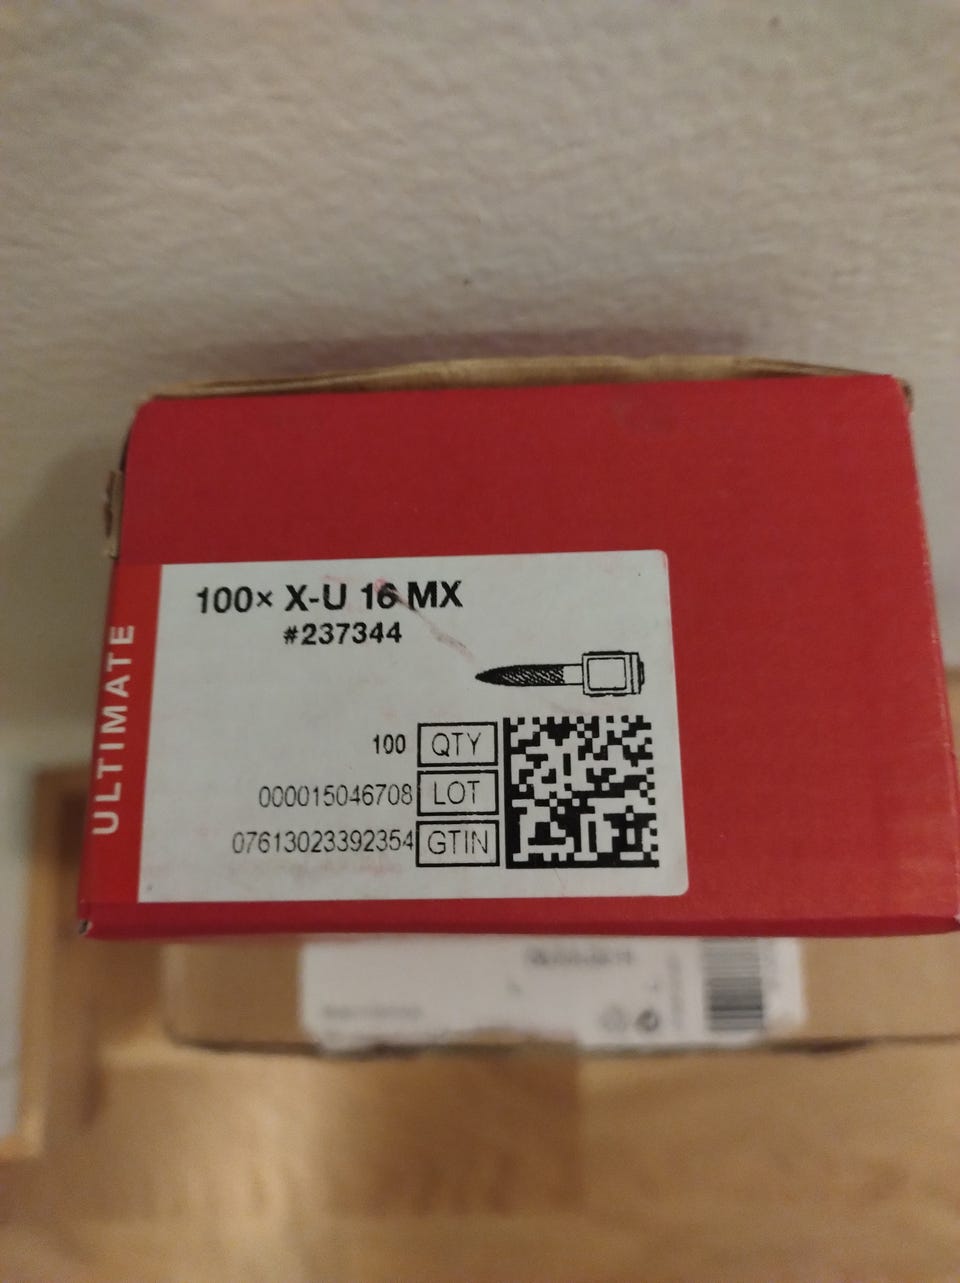 100× X-U 16 MX
#237344
ULTIMATE
100 QTY
000015046708 LOT
07613023392354 GTIN